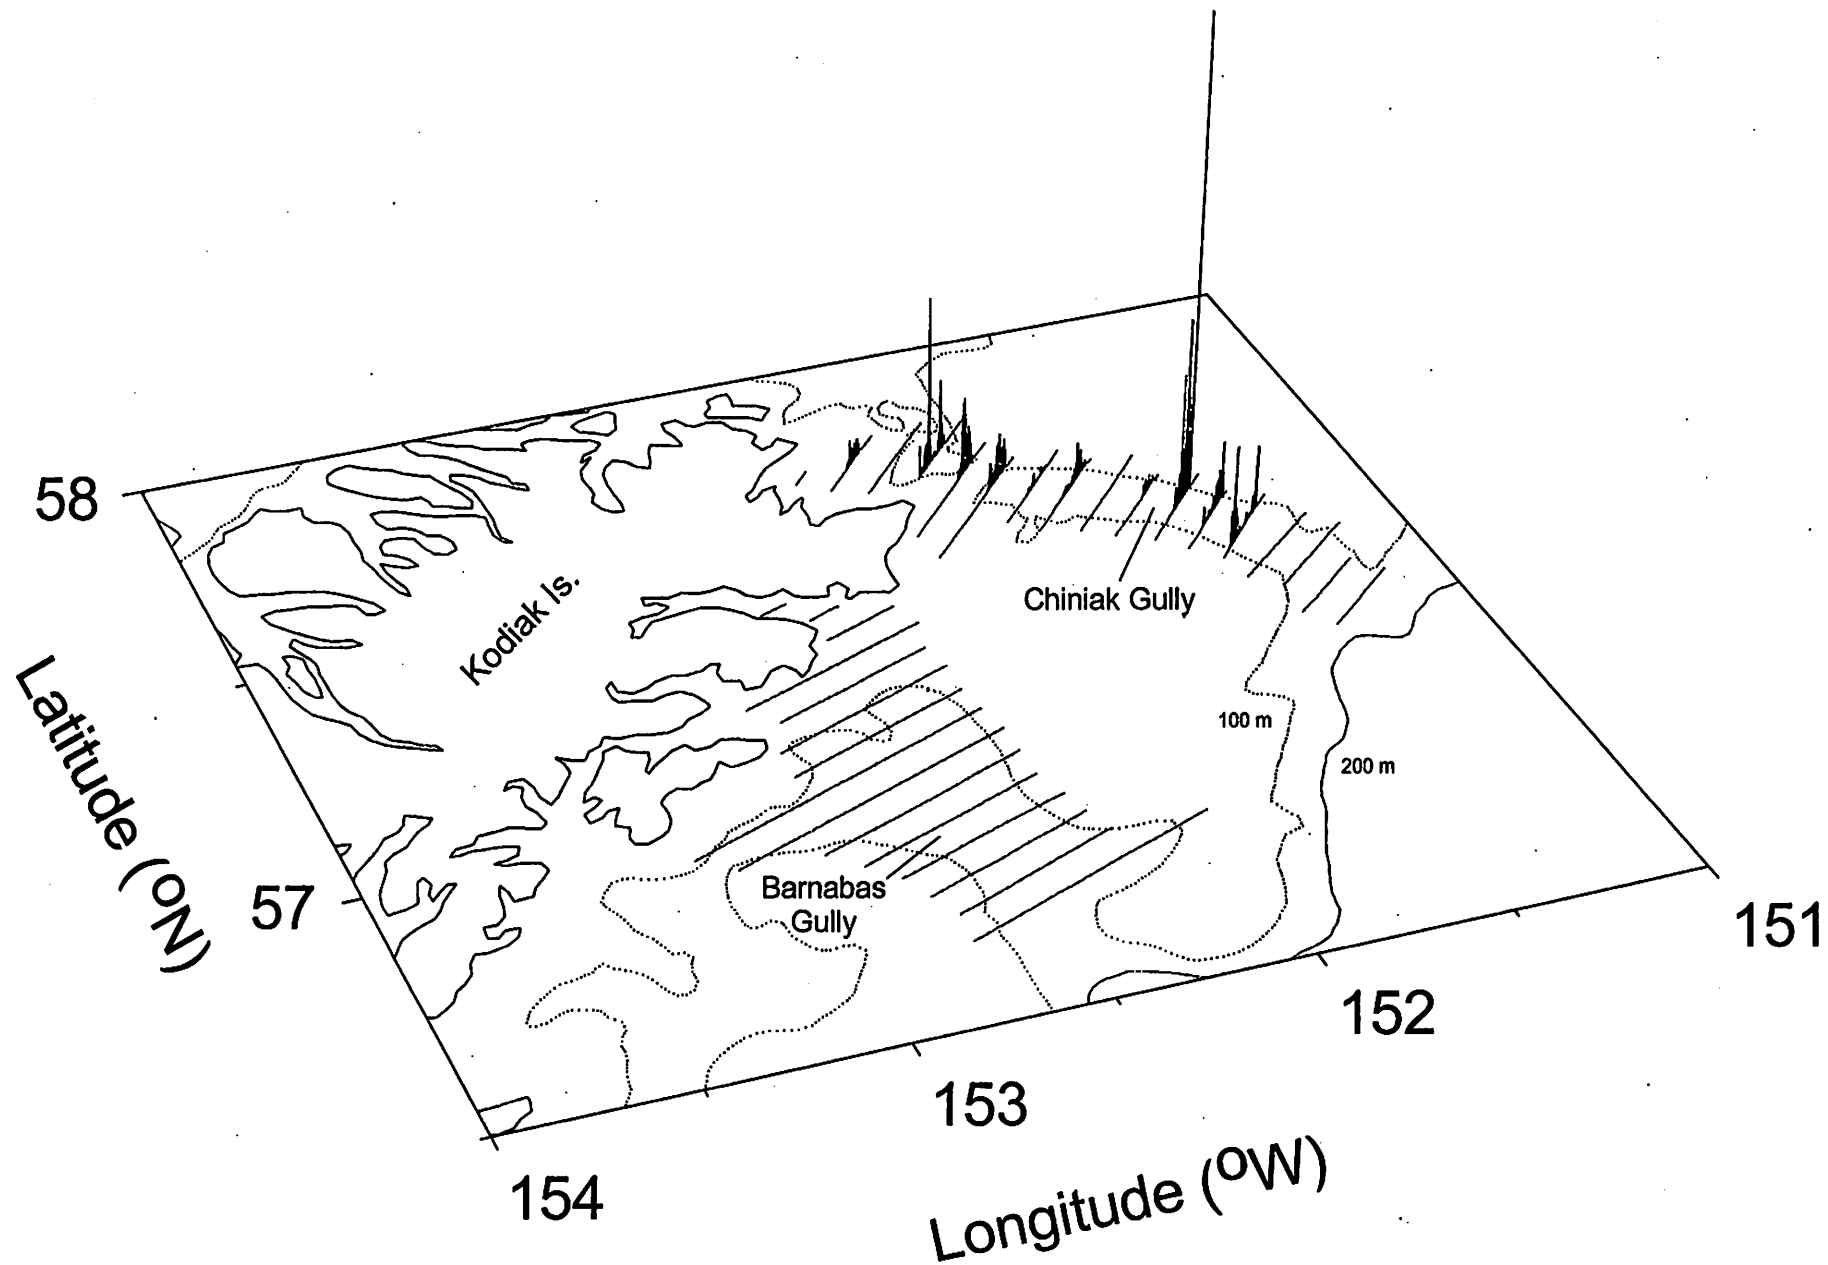 58
Kodiak Is.
Chiniak Gully
100 m
200 m
Latitude (ºN)
57
Barnabas
Gully
151
152
153
154
Longitude (ºW)